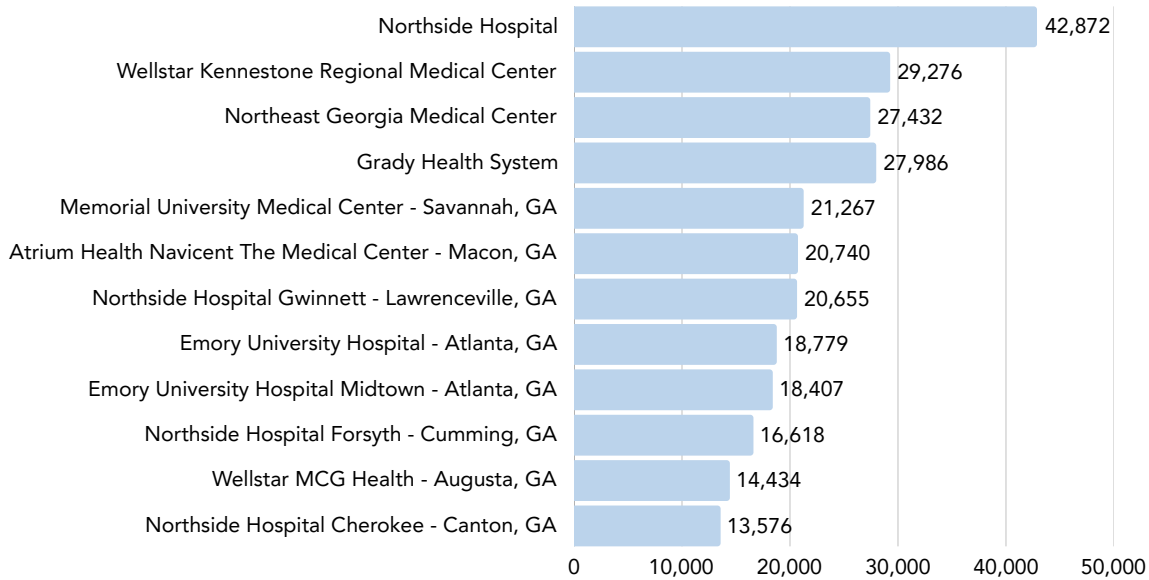 Northside Hospital 42,872
Wellstar Kennestone Regional Medical Center 29,276
Northeast Georgia Medical Center 27,432
Grady Health System 27,986
Memorial University Medical Center - Savannah, GA 21,267
Atrium Health Navicent The Medical Center - Macon, GA 20,740
Northside Hospital Gwinnett - Lawrenceville, GA 20,655
Emory University Hospital - Atlanta, GA 18,779
Emory University Hospital Midtown - Atlanta, GA 18,407
Northside Hospital Forsyth - Cumming, GA 16,618
Wellstar MCG Health - Augusta, GA 14,434
Northside Hospital Cherokee - Canton, GA 13,576
0 10,000 20,000 30,000 40,000 50,000